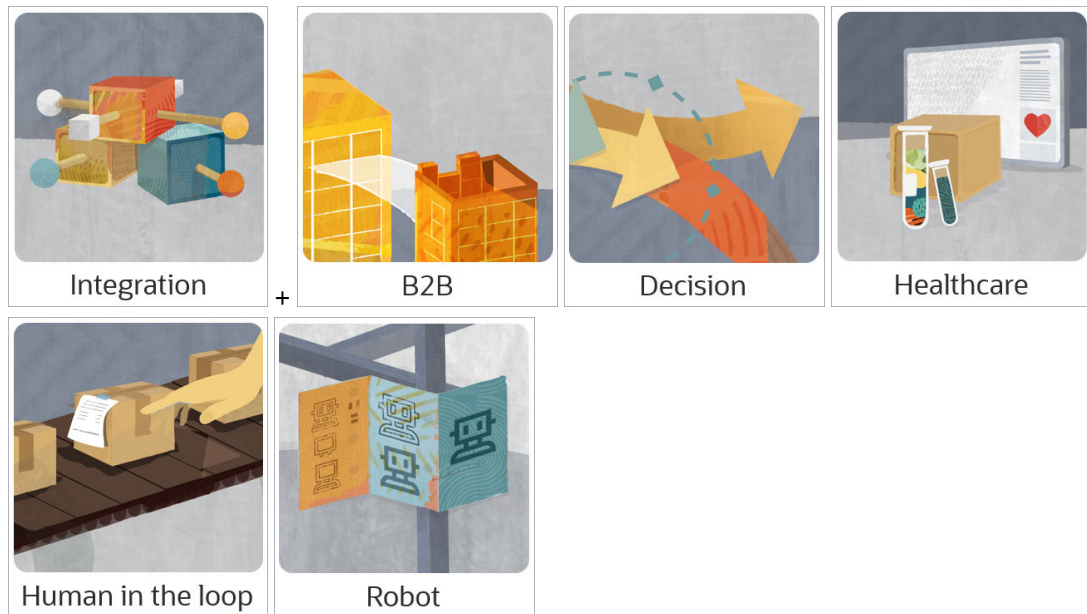 Integration
+
B2B
Decision
Healthcare
Human in the loop
Robot